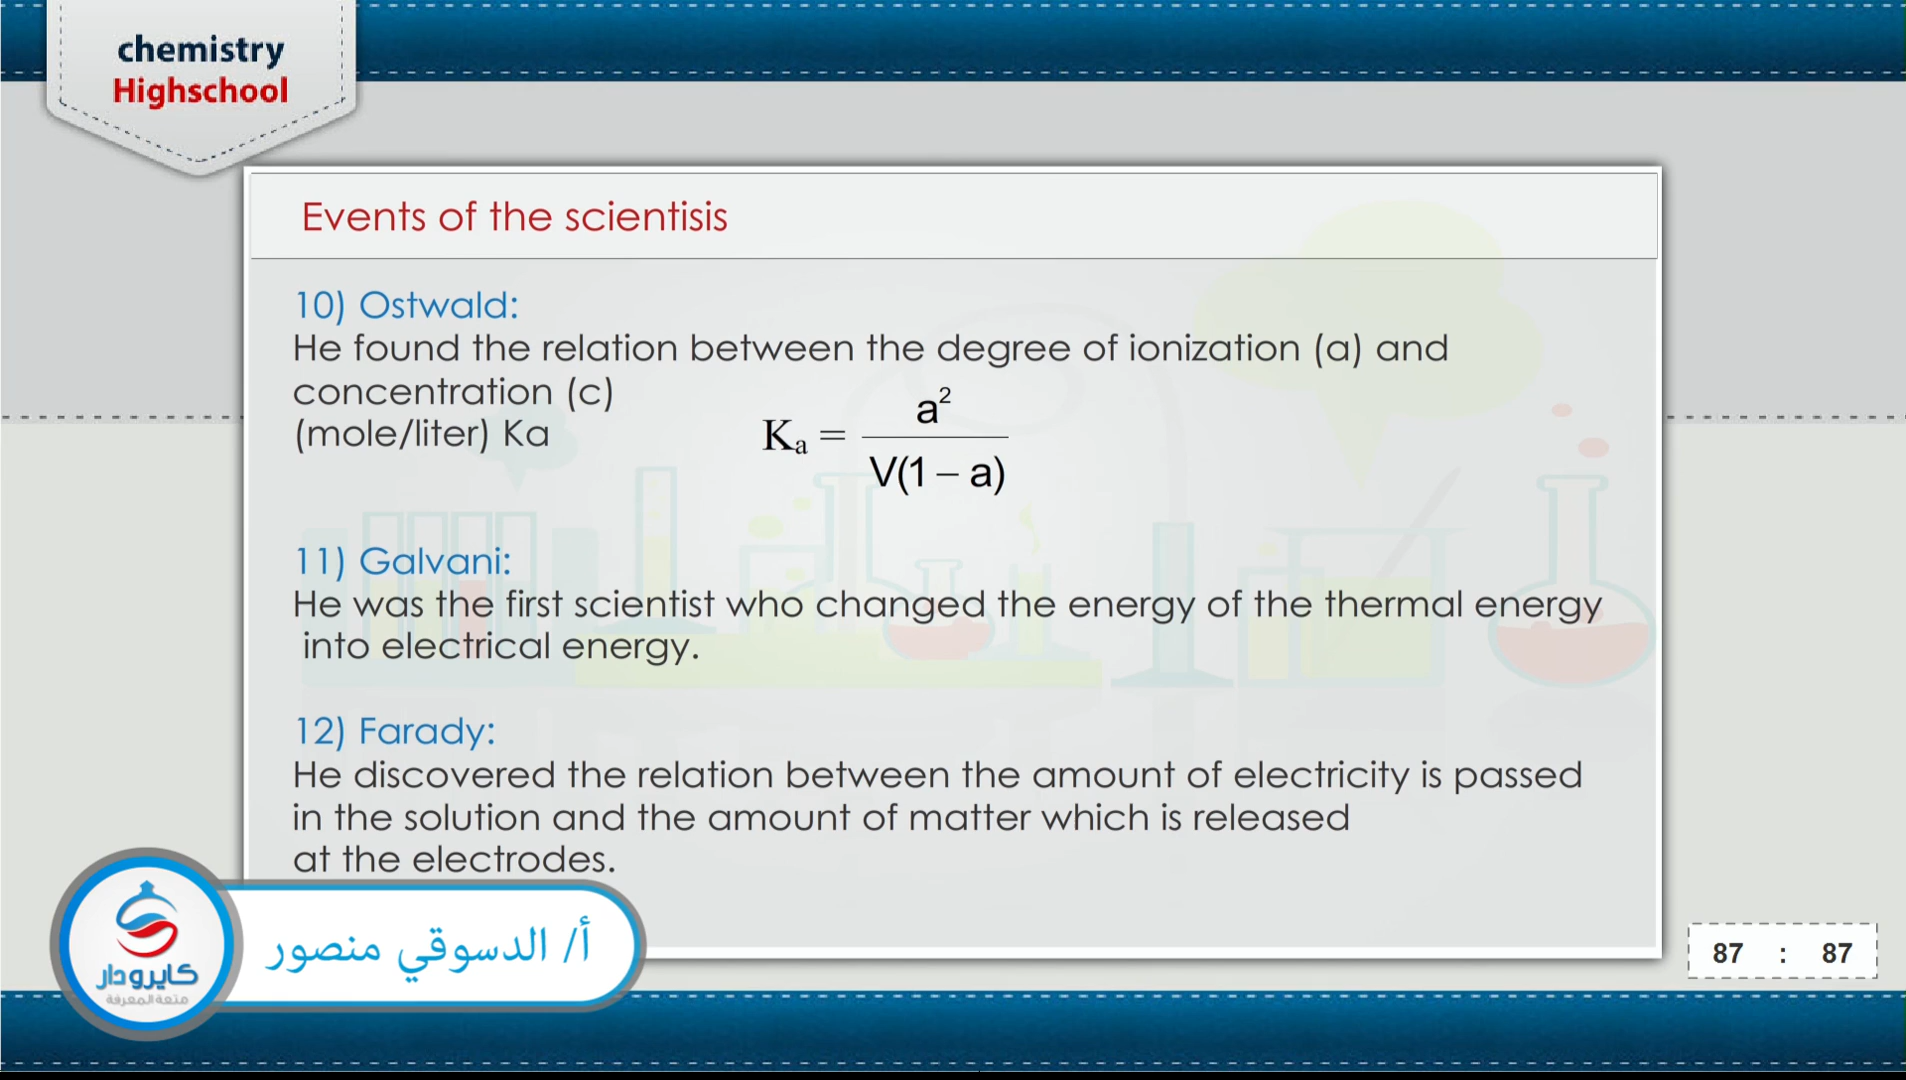 chemistry
Highschool
Events of the scientisis
10) Ostwald:
He found the relation between the degree of ionization (a) and
concentration (c)
(mole/liter) Ka
Kₐ = a² / V(1 – a)
11) Galvani:
He was the first scientist who changed the energy of the thermal energy
into electrical energy.
12) Farady:
He discovered the relation between the amount of electricity is passed
in the solution and the amount of matter which is released
at the electrodes.
أ/ الدسوقي منصور
كايرودار
متعة المعرفة
87 : 87